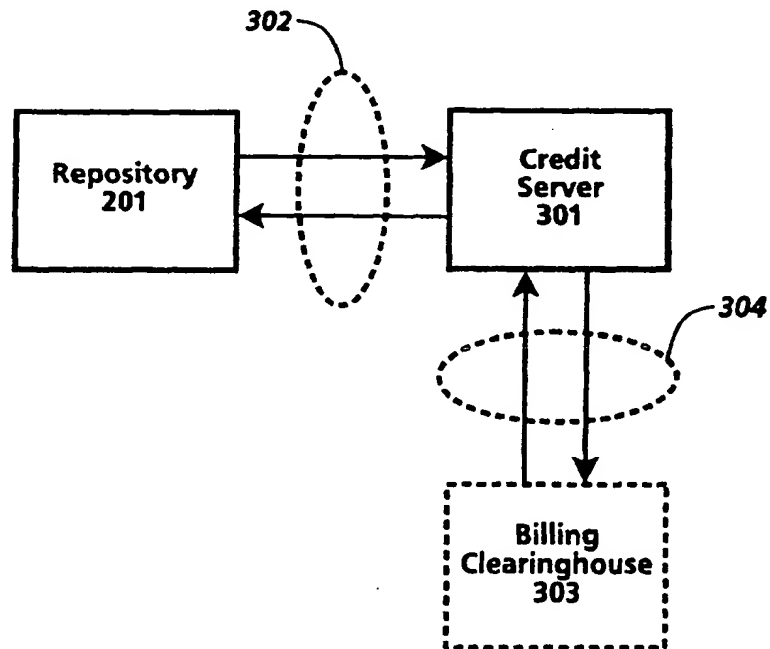 302
Repository
201
Credit
Server
301
304
Billing
Clearinghouse
303